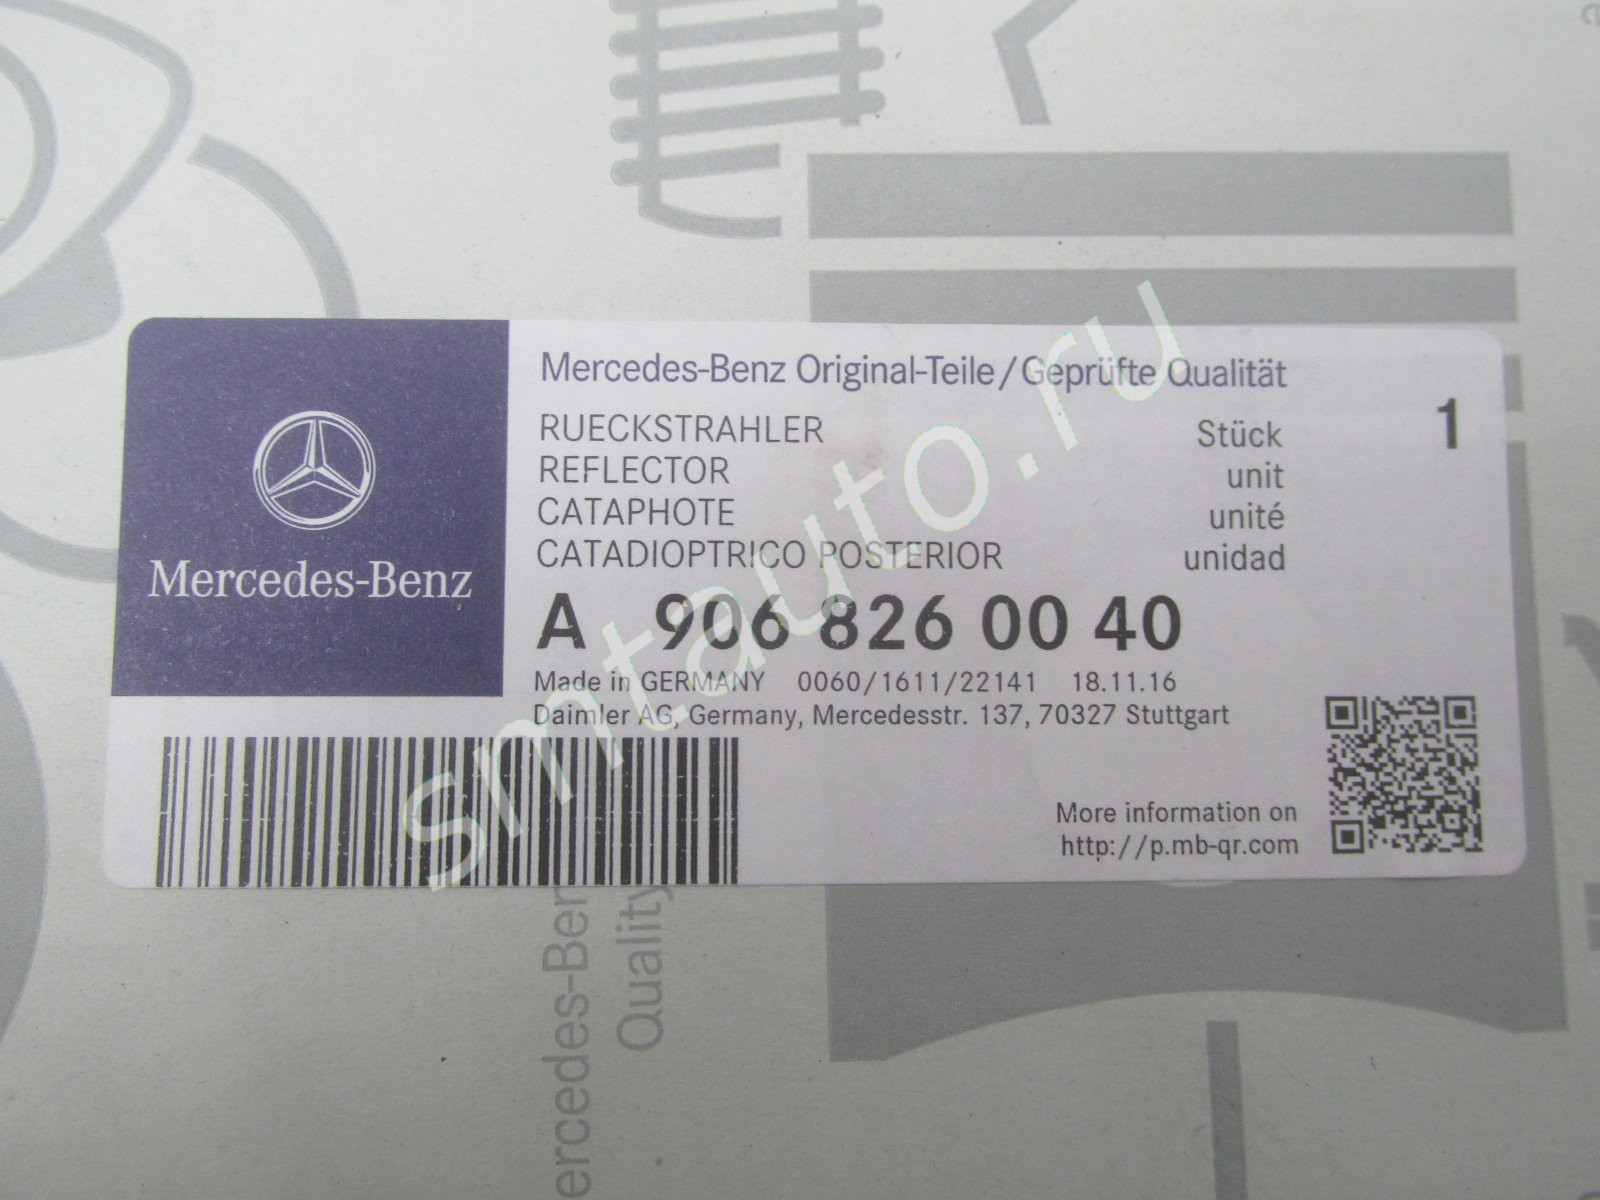 Mercedes-Benz
Mercedes-Benz Original-Teile/Geprüfte Qualität
RUECKSTRAHLER Stück 1
REFLECTOR unit
CATAPHOTE unité
CATADIOPTRICO POSTERIOR unidad
A 906 826 00 40
Made in GERMANY 0060/1611/22141 18.11.16
Daimler AG, Germany, Mercedesstr. 137, 70327 Stuttgart
More information on
http://p.mb-qr.com
smtauto.ru
ercedes-Ben
Quality